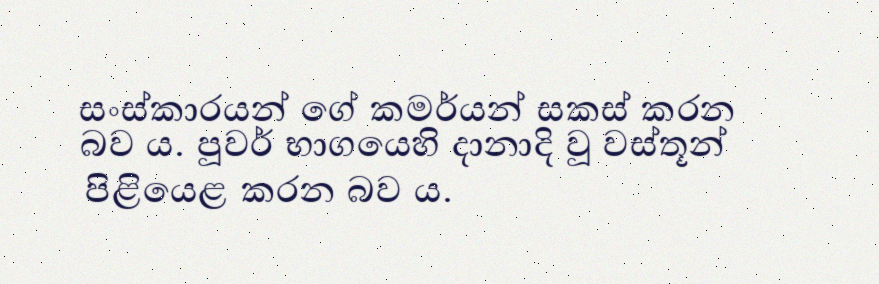 සංස්කාරයන් ගේ කමර්යන් සකස් කරන
බව ය. පූවර් භාගයෙහි දානාදි වූ වස්තූන්
පිළියෙළ කරන බව ය.